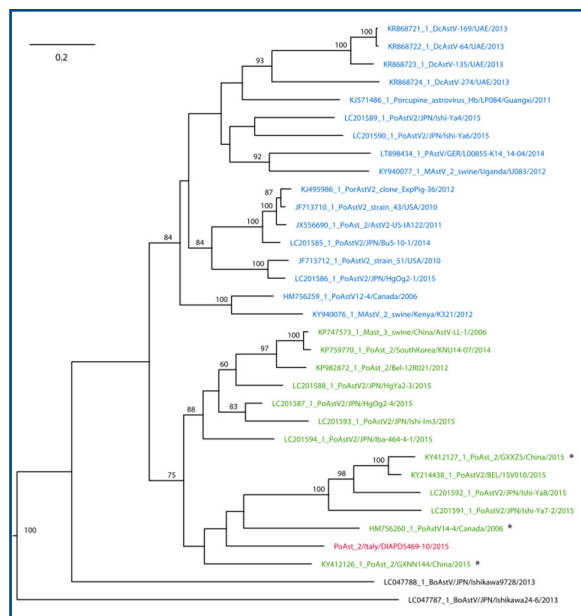 KR868721_1_DcAstV-169/UAE/2013
100
KR868722_1_DcAstV-64/UAE/2013
100
0.2
93
KR868723_1_DcAstV-135/UAE/2013
KR868724_1_DcAstV-274/UAE/2013
KJ571486_1_Porcupine_astrovirus_Hb/LP084/Guangxi/2011
LC201589_1_PoAstV2/JPN/Ishi-Ya4/2015
100
LC201590_1_PoAstV2/JPN/Ishi-Ya6/2015
LT898434_1_PAstV/GER/L00855-K14_14-04/2014
92
KY940077_1_MAstV_2_swine/Uganda/U083/2012
KJ495986_1_PorAstV2_clone_ExpPig-36/2012
87
100
JF713710_1_PoAstV2_strain_43/USA/2010
100
JX556690_1_PoAst_2/AstV2-US-IA122/2011
84
84
LC201585_1_PoAstV2/JPN/Bu5-10-1/2014
JF713712_1_PoAstV2_strain_51/USA/2010
100
LC201586_1_PoAstV2/JPN/HgOg2-1/2015
HM756259_1_PoAstV12-4/Canada/2006
100
KY940076_1_MAstV_2_swine/Kenya/K321/2012
KP747573_1_Mast_3_swine/China/AstV-LL-1/2006
97
KP759770_1_PoAst_2/SouthKorea/KNU14-07/2014
60
KP982872_1_PoAst_2/Bel-12R021/2012
LC201588_1_PoAstV2/JPN/HgYa2-3/2015
88
LC201587_1_PoAstV2/JPN/HgOg2-4/2015
83
LC201593_1_PoAstV2/JPN/Ishi-Im3/2015
LC201594_1_PoAstV2/JPN/Iba-464-4-1/2015
100
KY412127_1_PoAst_2/GXXZ5/China/2015 *
75
98
KY214438_1_PoAstV2/BEL/15V010/2015
100
LC201592_1_PoAstV2/JPN/Ishi-Ya8/2015
LC201591_1_PoAstV2/JPN/Ishi-Ya7-2/2015
100
HM756260_1_PoAstV14-4/Canada/2006 *
PoAst_2/Italy/DIAPD5469-10/2015
KY412126_1_PoAst_2/GXNN144/China/2015 *
LC047788_1_BoAstV/JPN/Ishikawa9728/2013
LC047787_1_BoAstV/JPN/Ishikawa24-6/2013